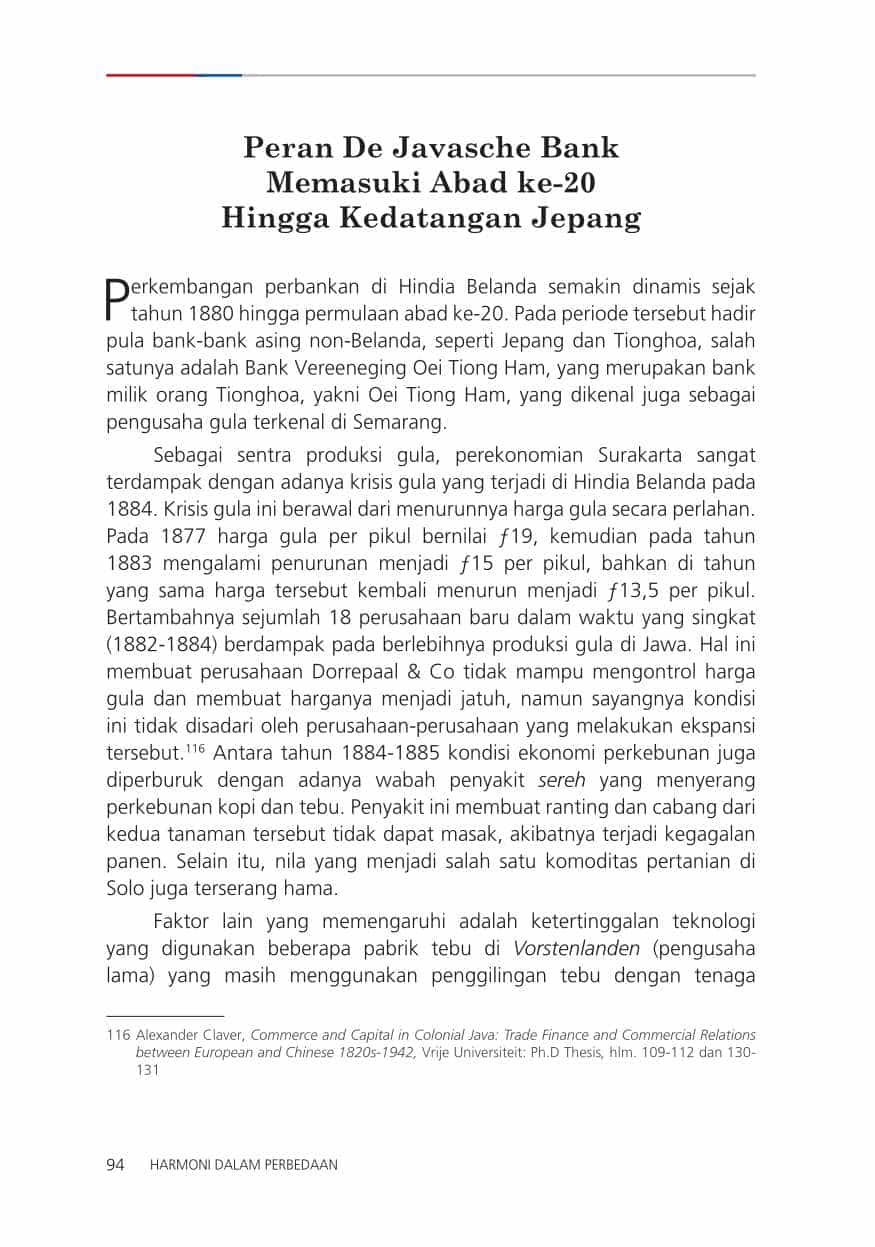 Peran De Javasche Bank
Memasuki Abad ke-20
Hingga Kedatangan Jepang
Perkembangan perbankan di Hindia Belanda semakin dinamis sejak
tahun 1880 hingga permulaan abad ke-20. Pada periode tersebut hadir
pula bank-bank asing non-Belanda, seperti Jepang dan Tionghoa, salah
satunya adalah Bank Vereeneging Oei Tiong Ham, yang merupakan bank
milik orang Tionghoa, yakni Oei Tiong Ham, yang dikenal juga sebagai
pengusaha gula terkenal di Semarang.
Sebagai sentra produksi gula, perekonomian Surakarta sangat
terdampak dengan adanya krisis gula yang terjadi di Hindia Belanda pada
1884. Krisis gula ini berawal dari menurunnya harga gula secara perlahan.
Pada 1877 harga gula per pikul bernilai ƒ19, kemudian pada tahun
1883 mengalami penurunan menjadi ƒ15 per pikul, bahkan di tahun
yang sama harga tersebut kembali menurun menjadi ƒ13,5 per pikul.
Bertambahnya sejumlah 18 perusahaan baru dalam waktu yang singkat
(1882-1884) berdampak pada berlebihnya produksi gula di Jawa. Hal ini
membuat perusahaan Dorrepaal & Co tidak mampu mengontrol harga
gula dan membuat harganya menjadi jatuh, namun sayangnya kondisi
ini tidak disadari oleh perusahaan-perusahaan yang melakukan ekspansi
tersebut.116 Antara tahun 1884-1885 kondisi ekonomi perkebunan juga
diperburuk dengan adanya wabah penyakit sereh yang menyerang
perkebunan kopi dan tebu. Penyakit ini membuat ranting dan cabang dari
kedua tanaman tersebut tidak dapat masak, akibatnya terjadi kegagalan
panen. Selain itu, nila yang menjadi salah satu komoditas pertanian di
Solo juga terserang hama.
Faktor lain yang memengaruhi adalah ketertinggalan teknologi
yang digunakan beberapa pabrik tebu di Vorstenlanden (pengusaha
lama) yang masih menggunakan penggilingan tebu dengan tenaga
116 Alexander Claver, Commerce and Capital in Colonial Java: Trade Finance and Commercial Relations
between European and Chinese 1820s-1942, Vrije Universiteit: Ph.D Thesis, hlm. 109-112 dan 130-
131
94 HARMONI DALAM PERBEDAAN